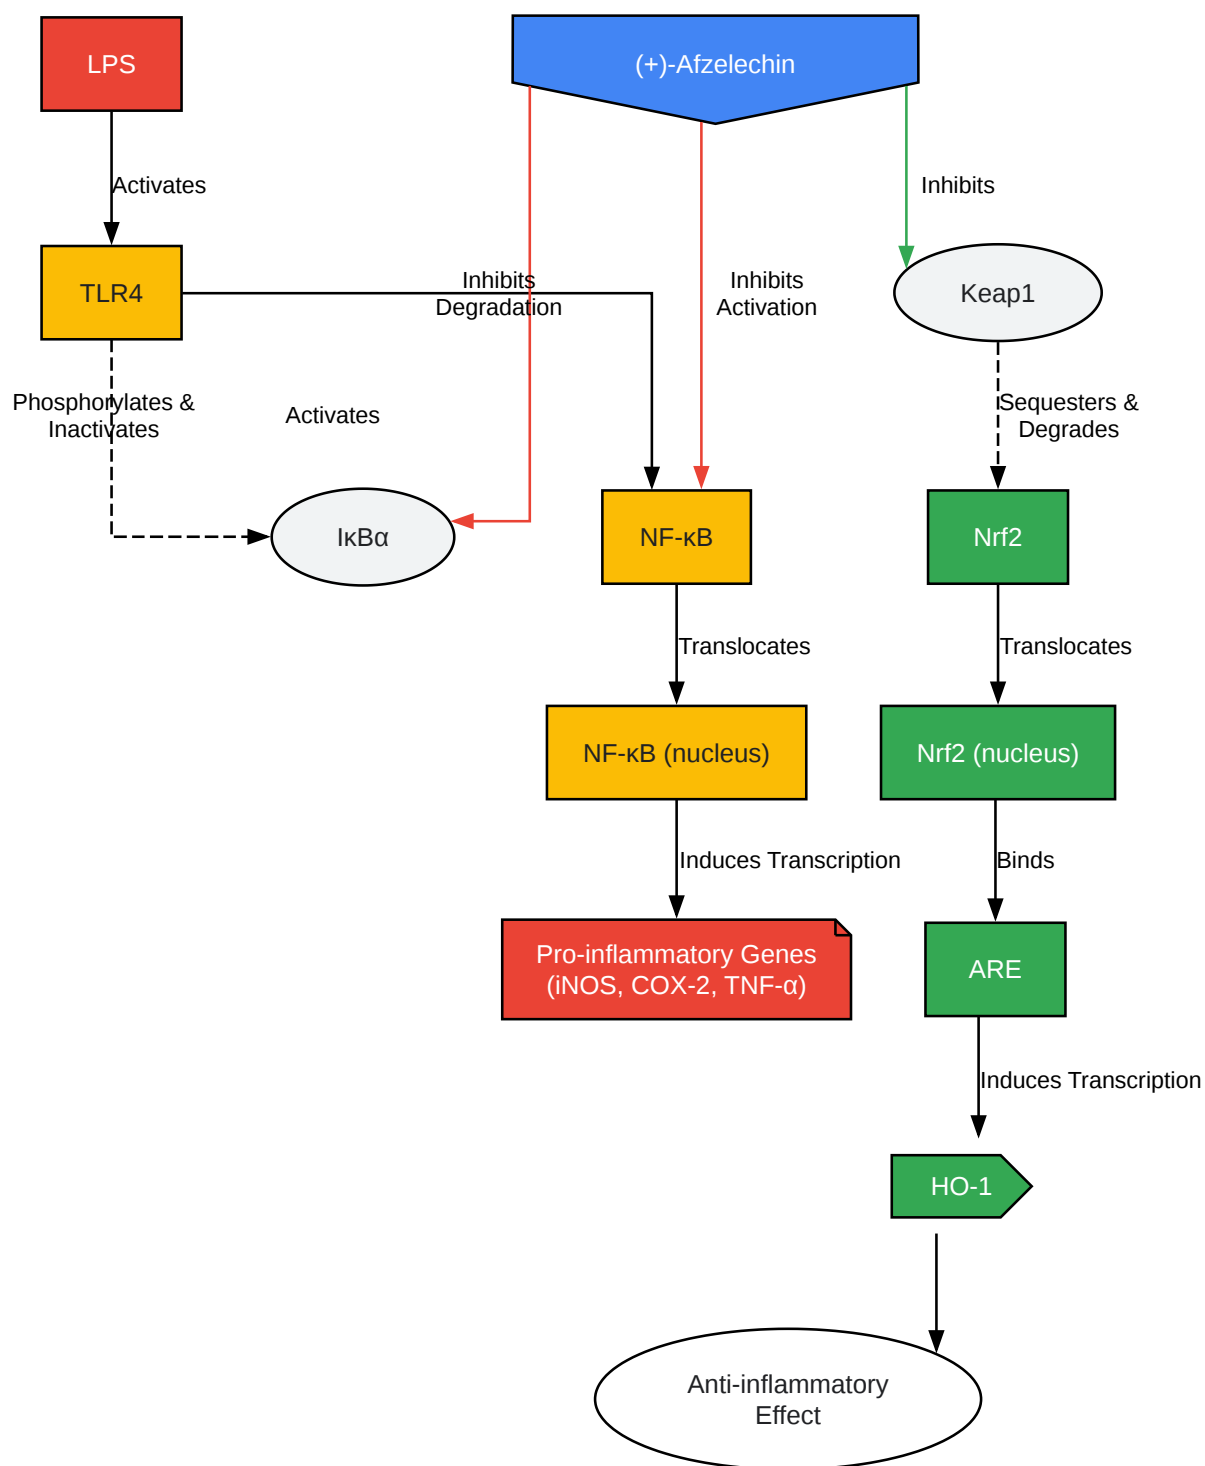 LPS
(+)-Afzelechin
Activates
Inhibits
TLR4
Inhibits
Degradation
Inhibits
Activation
Keap1
Phosphorylates &
Inactivates
Activates
Sequesters &
Degrades
IκBα
NF-κB
Nrf2
Translocates
Translocates
NF-κB (nucleus)
Nrf2 (nucleus)
Induces Transcription
Binds
Pro-inflammatory Genes
(iNOS, COX-2, TNF-α)
ARE
Induces Transcription
HO-1
Anti-inflammatory
Effect